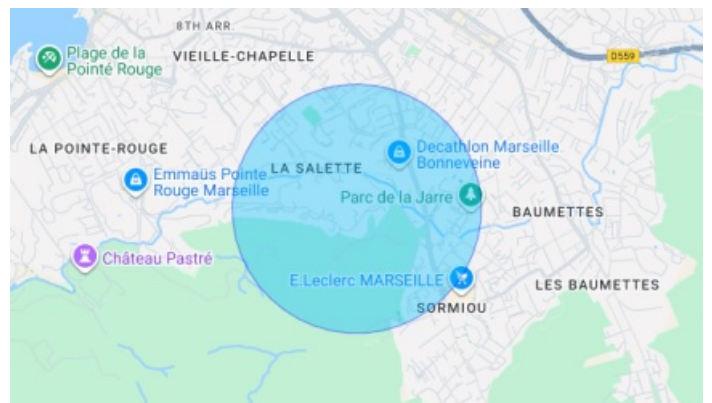 8TH ARR.
Plage de la
Pointé Rouge
VIEILLE-CHAPELLE
D559
LA POINTE-ROUGE
Decathlon Marseille
Bonneveine
LA SALETTE
Emmaüs Pointe
Rouge Marseille
Parc de la Jarre
BAUMETTES
Château Pastré
E.Leclerc MARSEILLE
LES BAUMETTES
SORMIOU